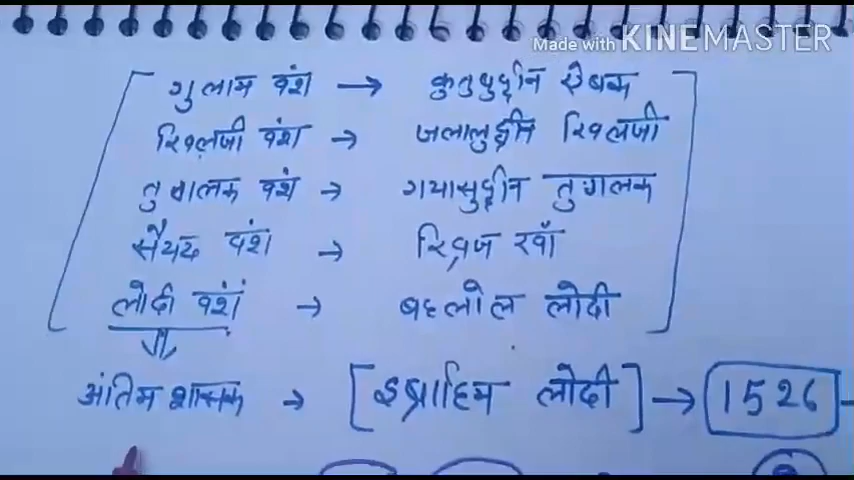 Made with KINEMASTER
गुलाम वंश → कुतुबुद्दीन ऐबक
खिलजी वंश → जलालुद्दीन खिलजी
तुगलक वंश → गयासुद्दीन तुगलक
सैयद वंश → खिज्र खाँ
लोदी वंश → बहलोल लोदी
अंतिम शासक → [इब्राहिम लोदी] → 1526